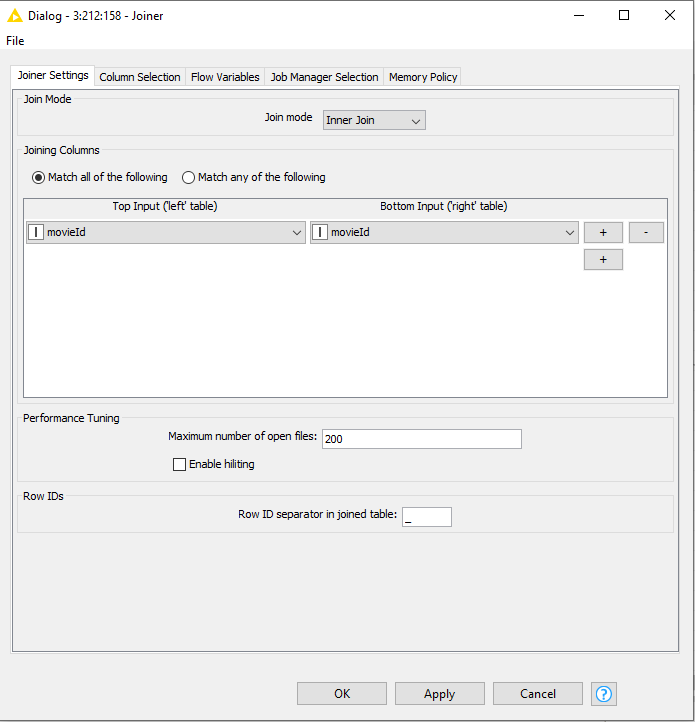 Dialog - 3:212:158 - Joiner
File
Joiner Settings Column Selection Flow Variables Job Manager Selection Memory Policy
Join Mode
Join mode Inner Join
Joining Columns
Match all of the following Match any of the following
Top Input ('left' table) Bottom Input ('right' table)
I movieId I movieId + -
+
Performance Tuning
Maximum number of open files: 200
Enable hiliting
Row IDs
Row ID separator in joined table: _
OK Apply Cancel ?